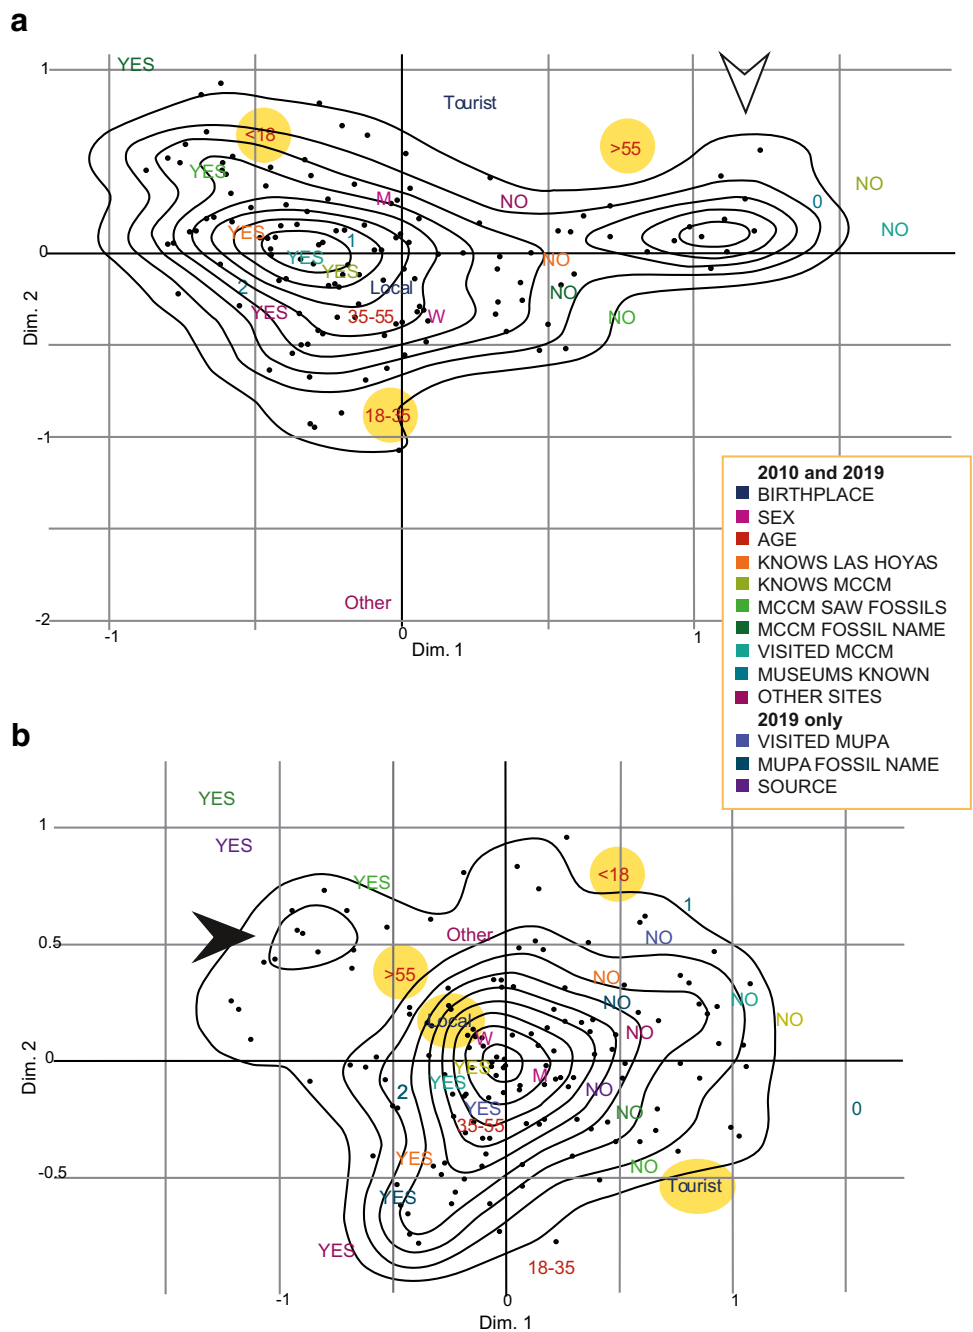 a
YES
1
Tourist
<18
>55
YES
NO
M
NO
0
NO
YES
1
0
YES
NO
YES
2
Local
NO
YES
35-55
W
NO
Dim. 2
18-35
-1
Other
-2
-1
0
1
Dim. 1
2010 and 2019
BIRTHPLACE
SEX
AGE
KNOWS LAS HOYAS
KNOWS MCCM
MCCM SAW FOSSILS
MCCM FOSSIL NAME
VISITED MCCM
MUSEUMS KNOWN
OTHER SITES
2019 only
VISITED MUPA
MUPA FOSSIL NAME
SOURCE
b
YES
1
YES
<18
YES
1
Other
NO
0.5
>55
NO
NO
NO
Local
NO
NO
W
0
YES
M
YES
NO
2
YES
NO
0
35-55
YES
NO
-0.5
Tourist
YES
YES
18-35
Dim. 2
-1
0
1
Dim. 1